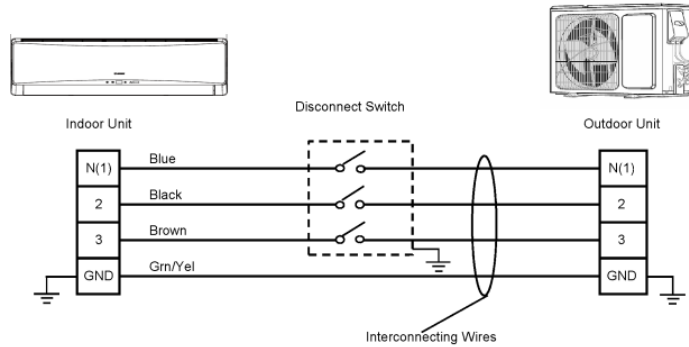 Disconnect Switch
Indoor Unit
Outdoor Unit
N(1) Blue N(1)
2 Black 2
3 Brown 3
GND Grn/Yel GND
Interconnecting Wires